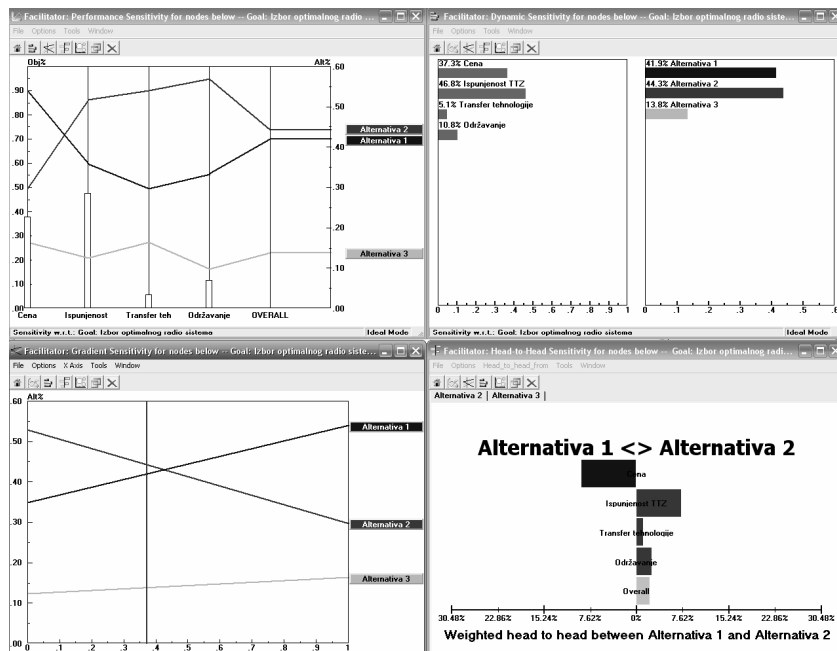 Facilitator: Performance Sensitivity for nodes below -- Goal: Izbor optimalnog radio ...
File Options Tools Window
Obj% Alt%
.90
.80
.70
.60
.50
.40
.30
.20
.10
.00
.60
.50
.40
.30
.20
.10
.00
Alternativa 2
Alternativa 1
Alternativa 3
Cena Ispunjenost Transfer teh Održavanje OVERALL
Sensitivity w.r.t.: Goal: Izbor optimalnog radio sistema Ideal Mode
Facilitator: Dynamic Sensitivity for nodes below -- Goal: Izbor optimalnog radio siste...
File Options Tools Window
37.3% Cena
46.8% Ispunjenost TTZ
5.1% Transfer tehnologije
10.8% Održavanje
0 .1 .2 .3 .4 .5 .6 .7 .8 .9 1
41.9% Alternativa 1
44.3% Alternativa 2
13.8% Alternativa 3
0 .1 .2 .3 .4 .5 .6
Sensitivity w.r.t.: Goal: Izbor optimalnog radio sistema Ideal Mode
Facilitator: Gradient Sensitivity for nodes below -- Goal: Izbor optimalnog radio siste...
File Options X Axis Tools Window
Alt%
.60
.50
.40
.30
.20
.10
.00
Alternativa 1
Alternativa 2
Alternativa 3
0 .1 .2 .3 .4 .5 .6 .7 .8 .9 1
Facilitator: Head-to-Head Sensitivity for nodes below -- Goal: Izbor optimalnog radi...
File Options Head_to_head_from Tools Window
Alternativa 2 | Alternativa 3 |
Alternativa 1 <> Alternativa 2
Cena
Ispunjenost TTZ
Transfer tehnologije
Održavanje
Overall
30.48% 22.86% 15.24% 7.62% 0% 7.62% 15.24% 22.86% 30.48%
Weighted head to head between Alternativa 1 and Alternativa 2